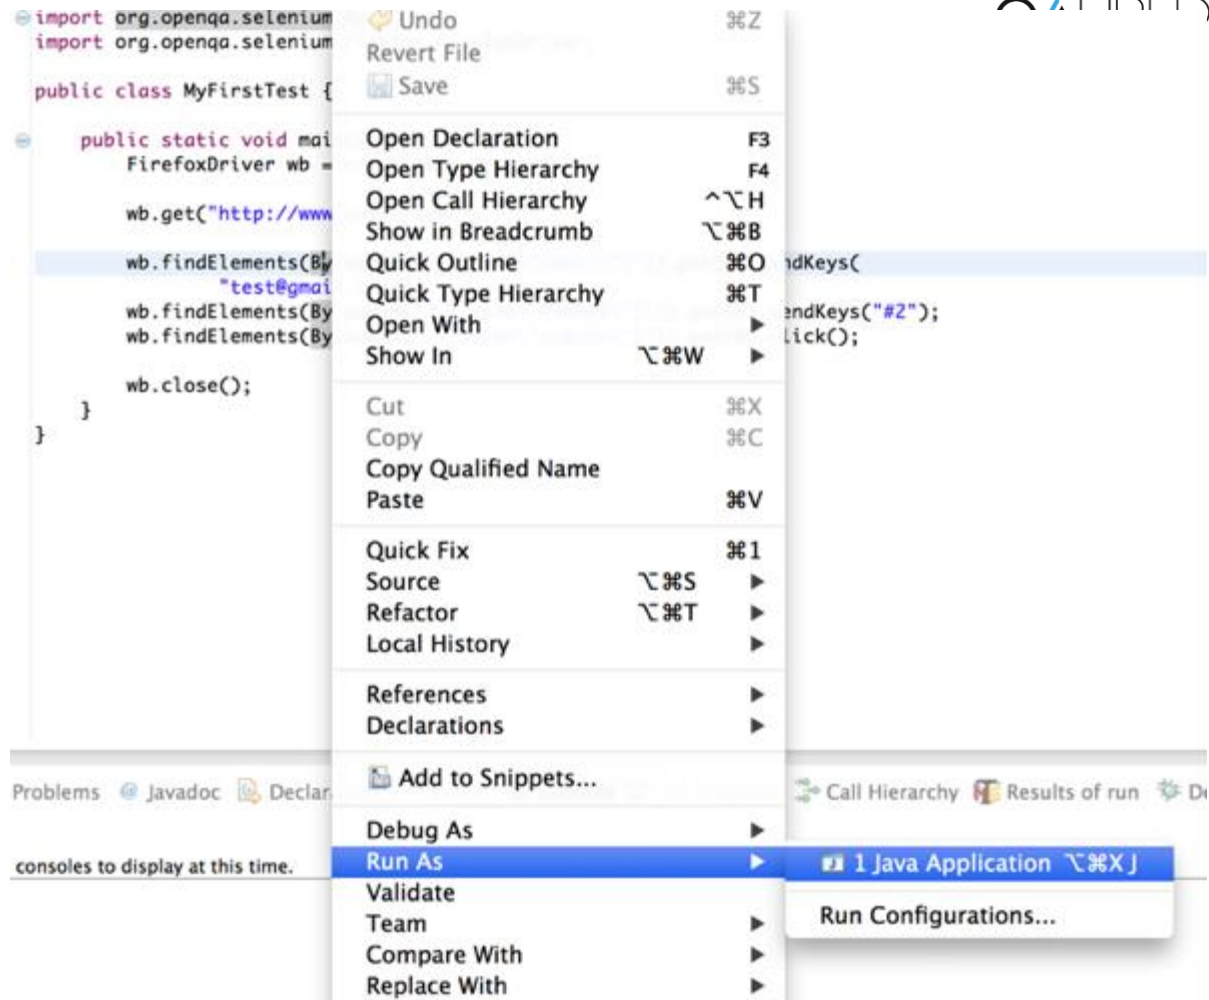 import org.openqa.selenium
import org.openqa.selenium
public class MyFirstTest {
public static void mai
FirefoxDriver wb =
wb.get("http://www
wb.findElements(By ndKeys(
"test@gmai
wb.findElements(By endKeys("#2");
wb.findElements(By lick();
wb.close();
}
}
Undo ⌘Z
Revert File
Save ⌘S
Open Declaration F3
Open Type Hierarchy F4
Open Call Hierarchy ^⌥H
Show in Breadcrumb ⌥⌘B
Quick Outline ⌘O
Quick Type Hierarchy ⌘T
Open With ▶
Show In ⌥⌘W ▶
Cut ⌘X
Copy ⌘C
Copy Qualified Name
Paste ⌘V
Quick Fix ⌘1
Source ⌥⌘S ▶
Refactor ⌥⌘T ▶
Local History ▶
References ▶
Declarations ▶
Add to Snippets...
Debug As ▶
Run As ▶
Validate
Team ▶
Compare With ▶
Replace With ▶
1 Java Application ⌥⌘X J
Run Configurations...
Problems @ Javadoc Declar Call Hierarchy Results of run De
consoles to display at this time.